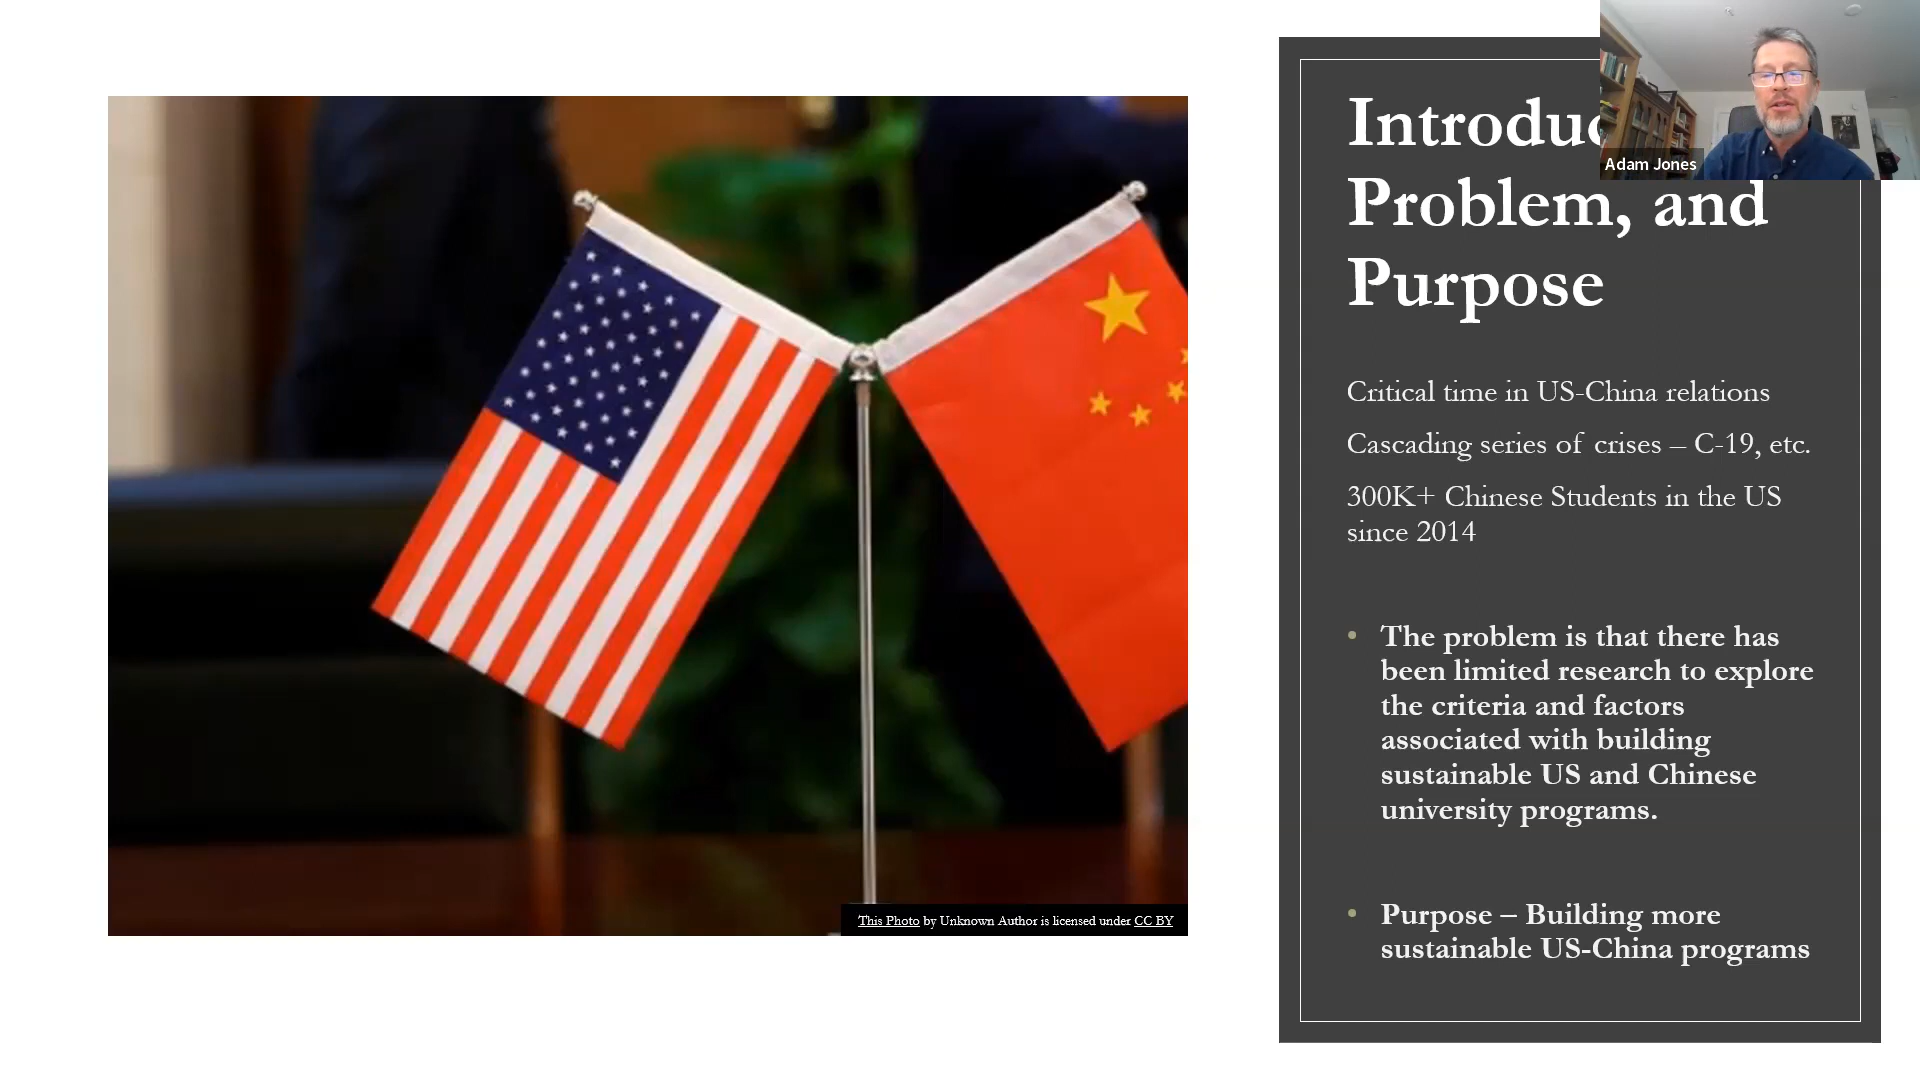 Adam Jones
Problem, and
Purpose
Critical time in US-China relations
Cascading series of crises – C-19, etc.
300K+ Chinese Students in the US
since 2014
• The problem is that there has
been limited research to explore
the criteria and factors
associated with building
sustainable US and Chinese
university programs.
• Purpose – Building more
sustainable US-China programs
This Photo by Unknown Author is licensed under CC BY